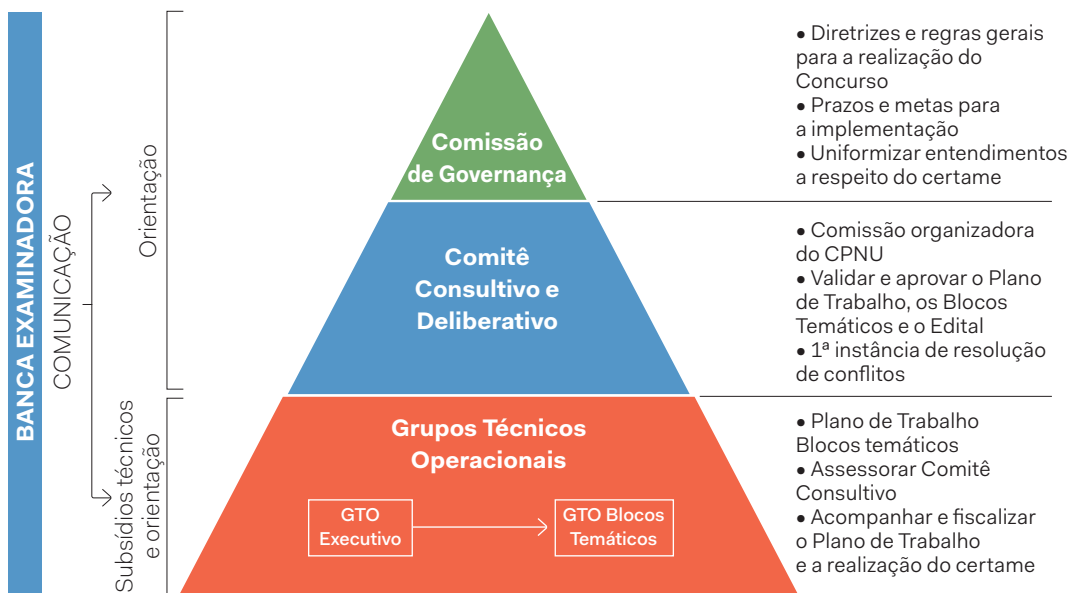 BANCA EXAMINADORA
COMUNICAÇÃO
Orientação
Subsídios técnicos
e orientação
Comissão
de Governança
• Diretrizes e regras gerais
para a realização do
Concurso
• Prazos e metas para
a implementação
• Uniformizar entendimentos
a respeito do certame
Comitê
Consultivo e
Deliberativo
• Comissão organizadora
do CPNU
• Validar e aprovar o Plano
de Trabalho, os Blocos
Temáticos e o Edital
• 1ª instância de resolução
de conflitos
Grupos Técnicos
Operacionais
GTO
Executivo
GTO Blocos
Temáticos
• Plano de Trabalho
Blocos temáticos
• Assessorar Comitê
Consultivo
• Acompanhar e fiscalizar
o Plano de Trabalho
e a realização do certame